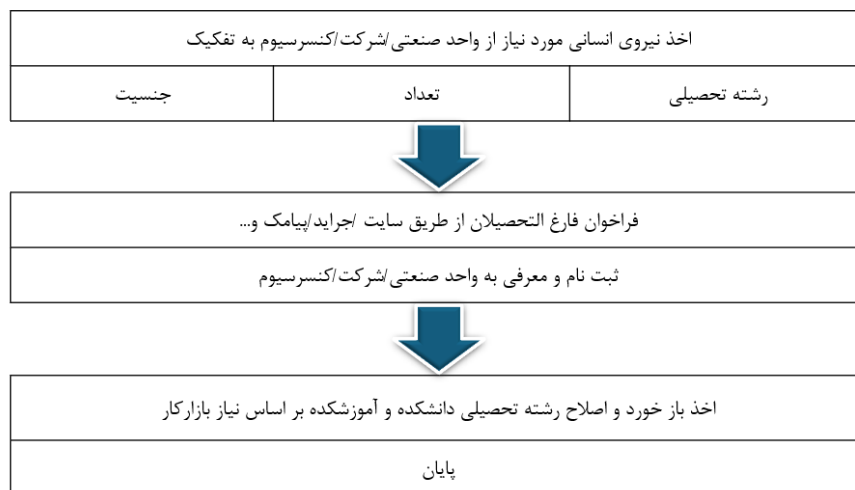 اخذ نیروی انسانی مورد نیاز از واحد صنعتی/شرکت/کنسرسیوم به تفکیک
رشته تحصیلی
تعداد
جنسیت
فراخوان فارغ التحصیلان از طریق سایت /جراید/پیامک و...
ثبت نام و معرفی به واحد صنعتی/شرکت/کنسرسیوم
اخذ باز خورد و اصلاح رشته تحصیلی دانشکده و آموزشکده بر اساس نیاز بازارکار
پایان